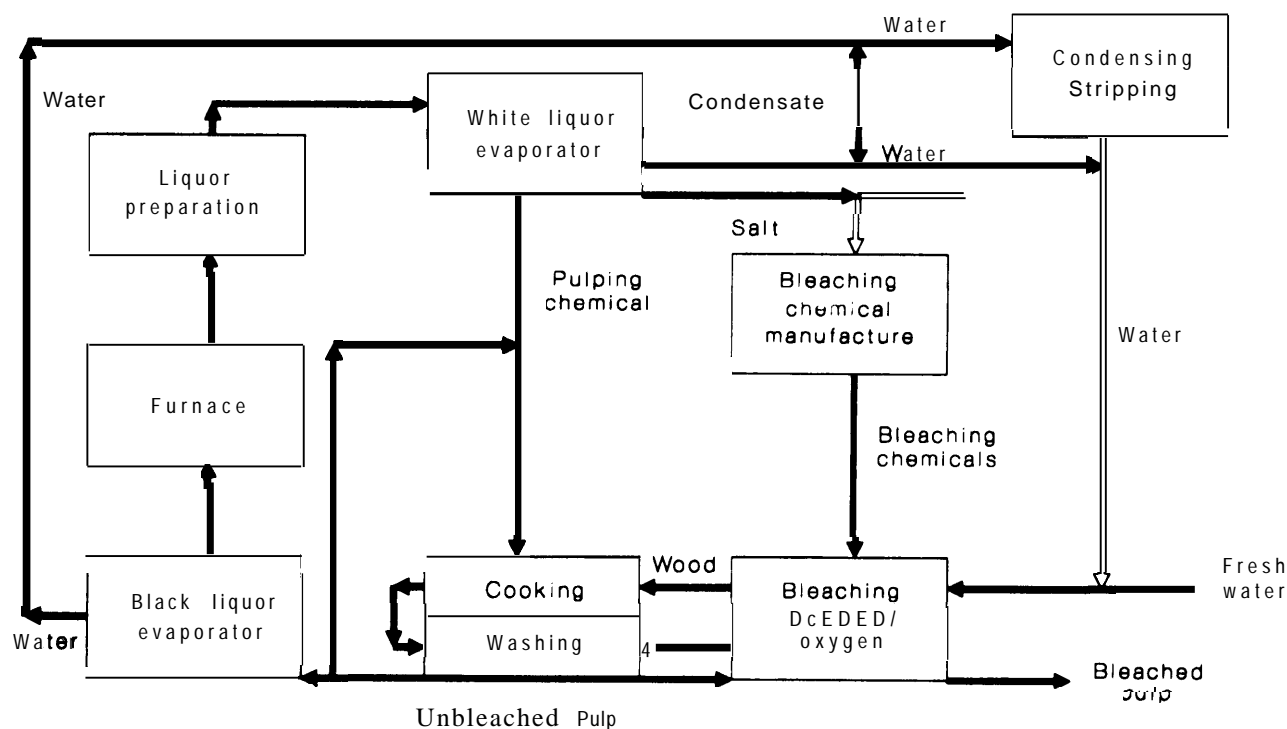 Water
Condensing
Stripping
Water
Condensate
White liquor
evaporator
Water
Liquor
preparation
Salt
Pulping
chemical
Bleaching
chemical
manufacture
Water
Furnace
Bleaching
chemicals
Wood
Fresh
water
Cooking
Bleaching
DcEDED/
oxygen
Black liquor
evaporator
Water
Washing
4
Bleached
pulp
Unbleached Pulp